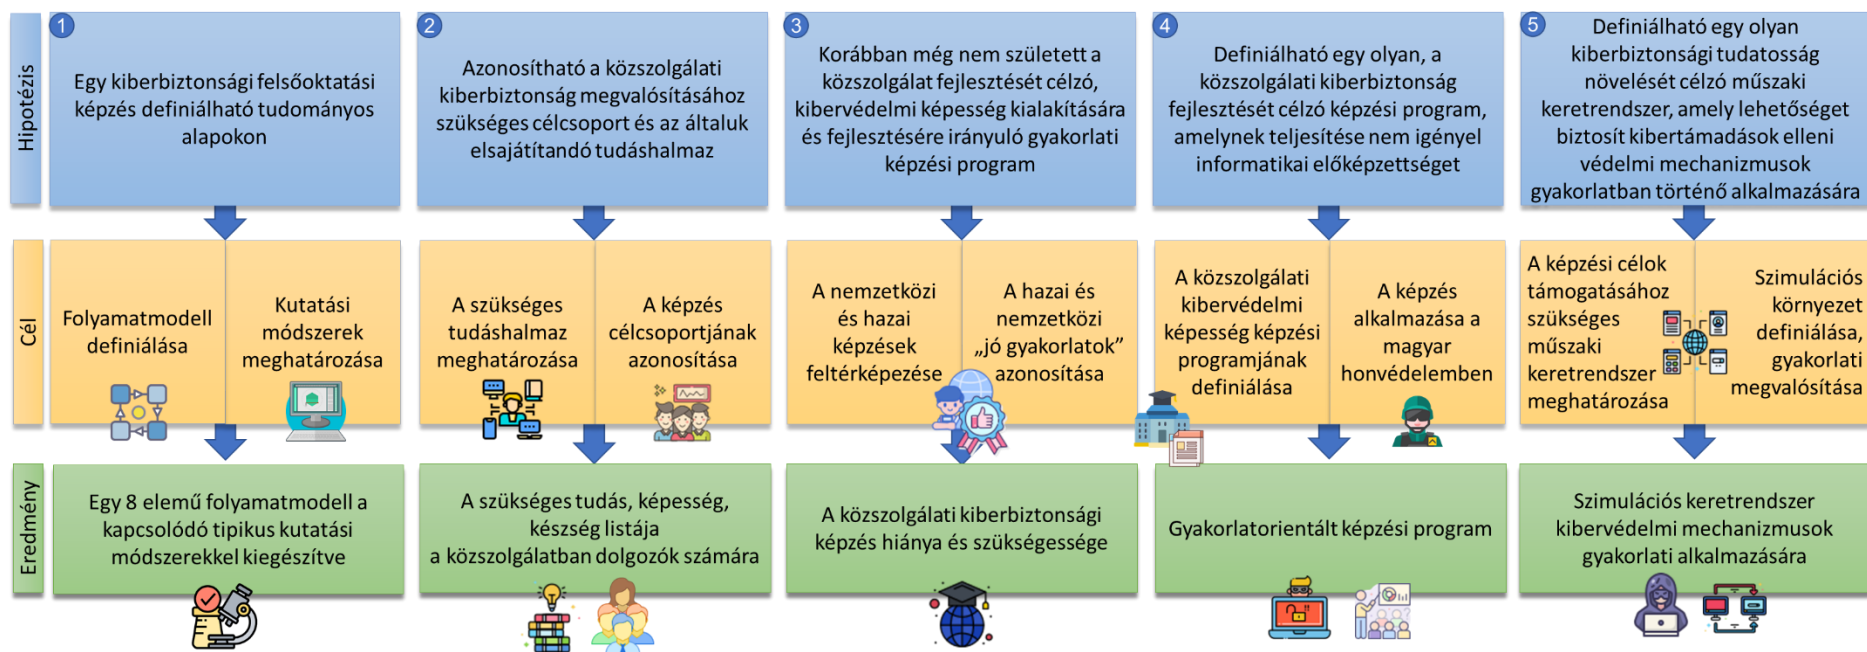 Hipotézis
1
Egy kiberbiztonsági felsőoktatási
képzés definiálható tudományos
alapokon
2
Azonosítható a közszolgálati
kiberbiztonság megvalósításához
szükséges célcsoport és az általuk
elsajátítandó tudáshalmaz
3
Korábban még nem született a
közszolgálat fejlesztését célzó,
kibervédelmi képesség kialakítására
és fejlesztésére irányuló gyakorlati
képzési program
4
Definiálható egy olyan, a
közszolgálati kiberbiztonság
fejlesztését célzó képzési program,
amelynek teljesítése nem igényel
informatikai előképzettséget
5
Definiálható egy olyan
kiberbiztonsági tudatosság
növelését célzó műszaki
keretrendszer, amely lehetőséget
biztosít kibertámadások elleni
védelmi mechanizmusok
gyakorlatban történő alkalmazására
Cél
Folyamatmodell
definiálása
Kutatási
módszerek
meghatározása
A szükséges
tudáshalmaz
meghatározása
A képzés
célcsoportjának
azonosítása
A nemzetközi
és hazai
képzések
feltérképezése
A hazai és
nemzetközi
„jó gyakorlatok”
azonosítása
A közszolgálati
kibervédelmi
képesség képzési
programjának
definiálása
A képzés
alkalmazása a
magyar
honvédelemben
A képzési célok
támogatásához
szükséges
műszaki
keretrendszer
meghatározása
Szimulációs
környezet
definiálása,
gyakorlati
megvalósítása
Eredmény
Egy 8 elemű folyamatmodell a
kapcsolódó tipikus kutatási
módszerekkel kiegészítve
A szükséges tudás, képesség,
készség listája
a közszolgálatban dolgozók számára
A közszolgálati kiberbiztonsági
képzés hiánya és szükségessége
Gyakorlatorientált képzési program
Szimulációs keretrendszer
kibervédelmi mechanizmusok
gyakorlati alkalmazására